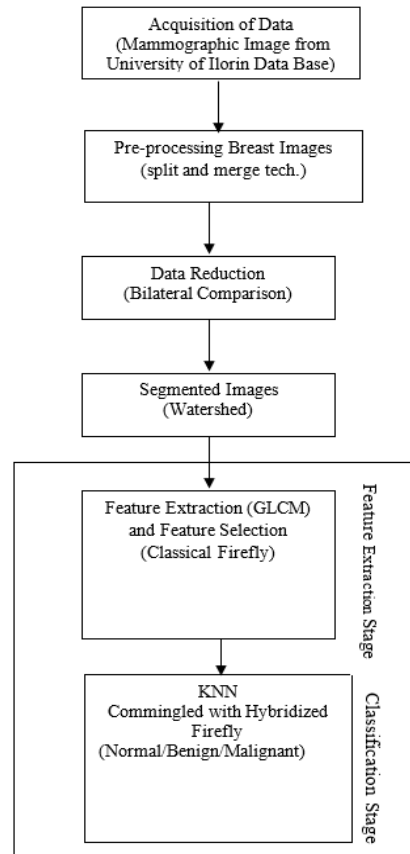 Acquisition of Data
(Mammographic Image from
University of Ilorin Data Base)
Pre-processing Breast Images
(split and merge tech.)
Data Reduction
(Bilateral Comparison)
Segmented Images
(Watershed)
Feature Extraction (GLCM)
and Feature Selection
(Classical Firefly)
Feature Extraction Stage
KNN
Commingled with Hybridized
Firefly
(Normal/Benign/Malignant)
Classification Stage